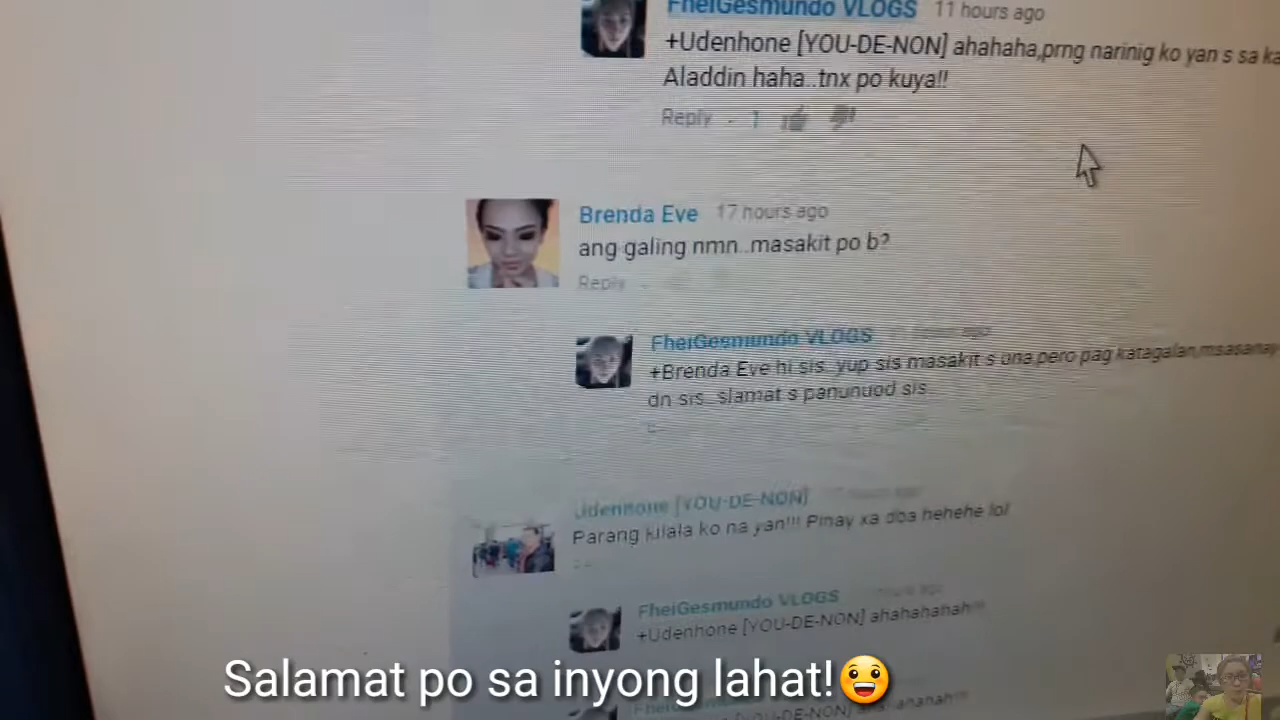 FheiGesmundo VLOGS 11 hours ago
+Udenhone [YOU-DE-NON] ahahaha,prng narinig ko yan s sa ka
Aladdin haha..tnx po kuya!!
Reply 1
Brenda Eve 17 hours ago
ang galing nmn..masakit po b?
Reply
FheiGesmundo VLOGS hours ago
+Brenda Eve hi sis..yup sis masakit s una,pero pag katagalan,msasanay
dn sis..slamat s panunuod sis..
Udenhone [YOU-DE-NON]
Parang kilala ko na yan!!! Pinay xa dba hehehe lol
FheiGesmundo VLOGS
+Udenhone [YOU-DE-NON] ahahahahah
Salamat po sa inyong lahat!😀